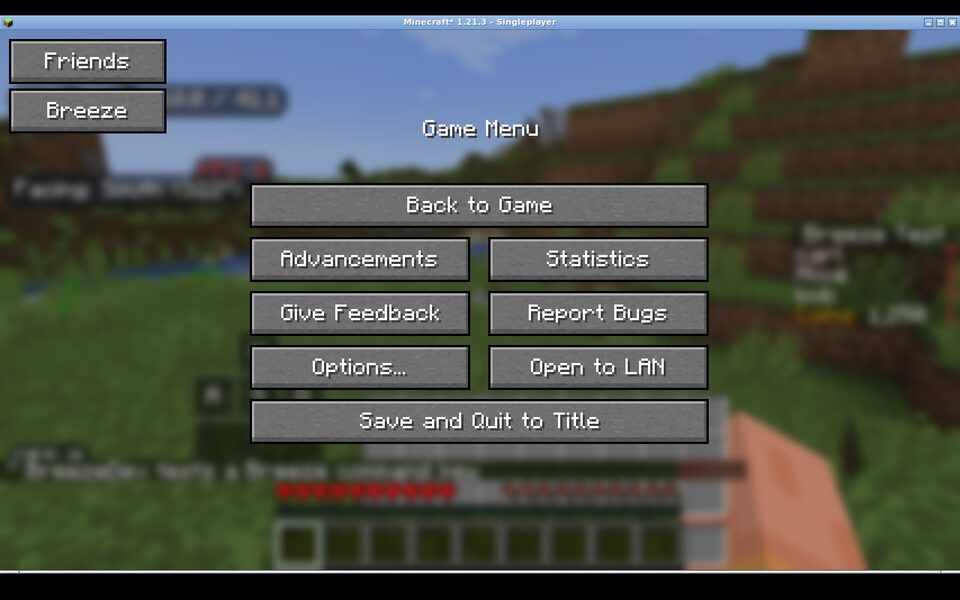 Minecraft* 1.21.3 - Singleplayer
Friends
Breeze
Game Menu
Back to Game
Advancements
Statistics
Give Feedback
Report Bugs
Options...
Open to LAN
Save and Quit to Title